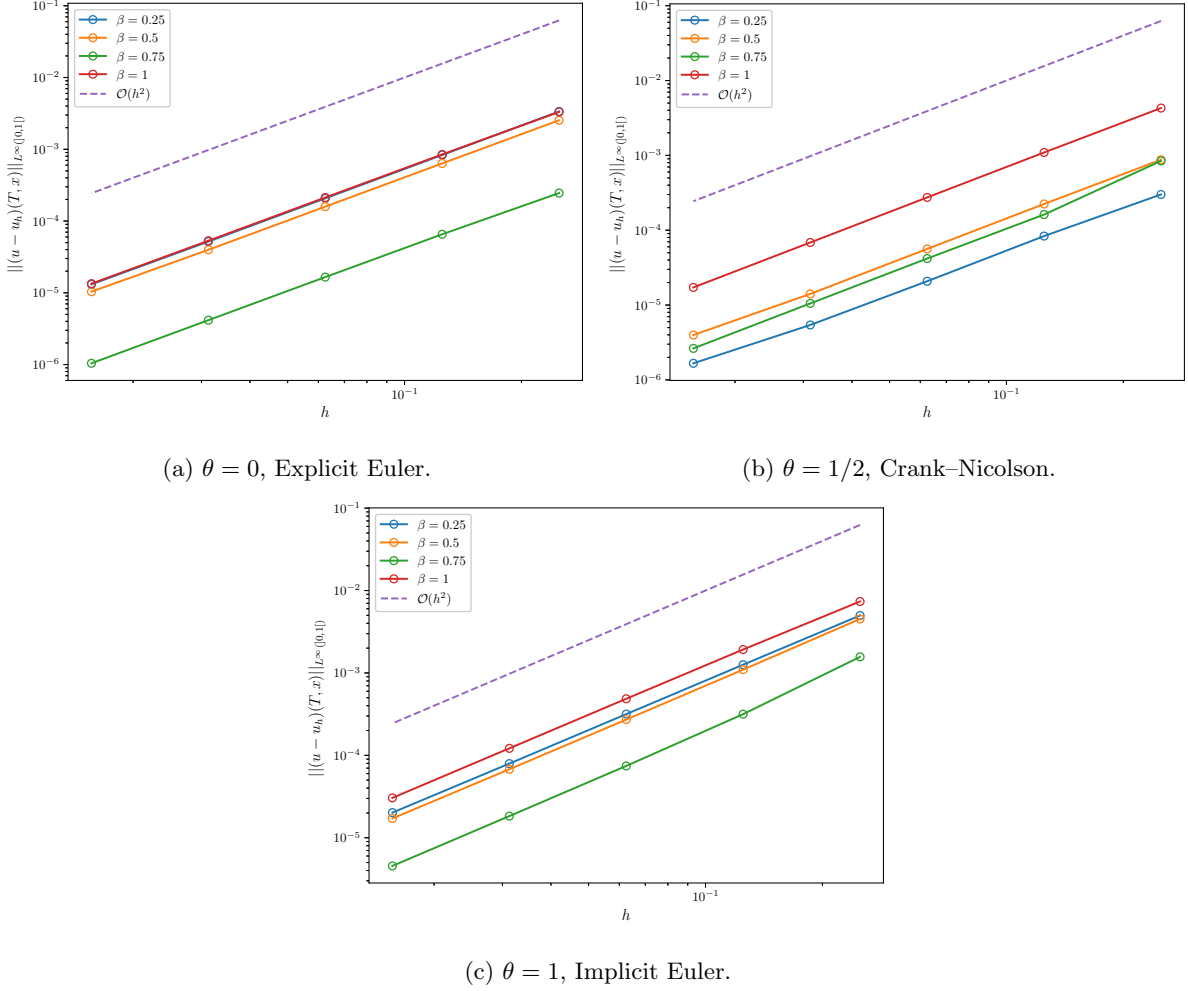 10⁻¹
10⁻²
10⁻³
10⁻⁴
10⁻⁵
10⁻⁶
||(u − u_h)(T, x)||_{L^∞(]0,1[)}
β = 0.25
β = 0.5
β = 0.75
β = 1
𝒪(h²)
10⁻¹
h
(a) θ = 0, Explicit Euler.
10⁻¹
10⁻²
10⁻³
10⁻⁴
10⁻⁵
10⁻⁶
||(u − u_h)(T, x)||_{L^∞(]0,1[)}
β = 0.25
β = 0.5
β = 0.75
β = 1
𝒪(h²)
10⁻¹
h
(b) θ = 1/2, Crank–Nicolson.
10⁻¹
10⁻²
10⁻³
10⁻⁴
10⁻⁵
||(u − u_h)(T, x)||_{L^∞(]0,1[)}
β = 0.25
β = 0.5
β = 0.75
β = 1
𝒪(h²)
10⁻¹
h
(c) θ = 1, Implicit Euler.